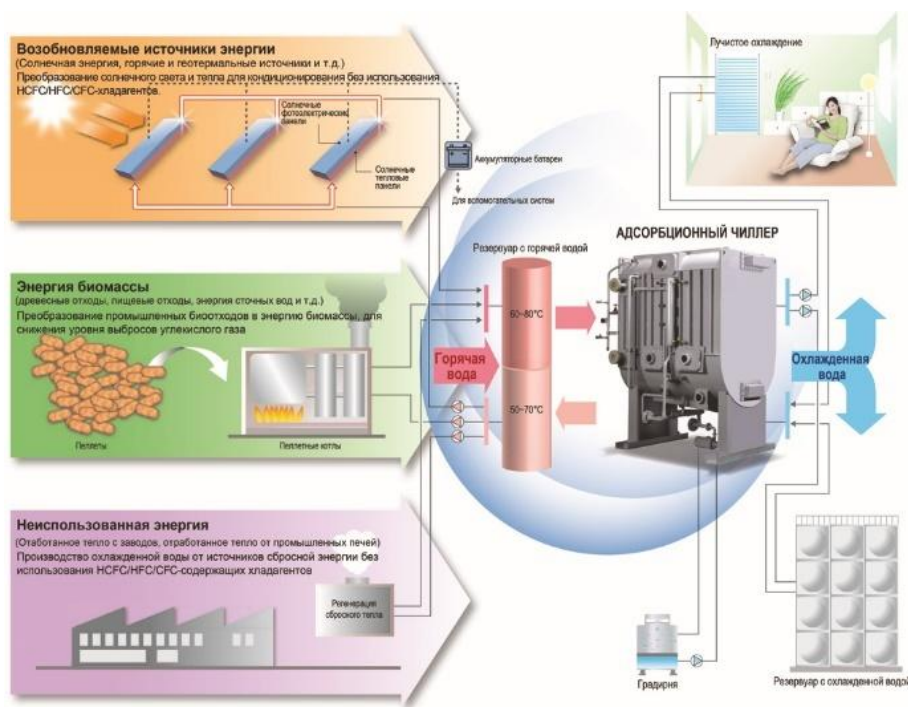 Возобновляемые источники энергии
(Солнечная энергия, горячие и геотермальные источники и т.д.)
Преобразование солнечного света и тепла для кондиционирования без использования
HCFC/HFC/CFC-хладагентов.
Солнечные
фотоэлектрические
панели
Солнечные
тепловые
панели
Аккумуляторные батареи
Для вспомогательных систем
Лучистое охлаждение
Энергия биомассы
(древесные отходы, пищевые отходы, энергия сточных вод и т.д.)
Преобразование промышленных биоотходов в энергию биомассы, для
снижения уровня выбросов углекислого газа
Пеллеты
Пеллетные котлы
Резервуар с горячей водой
АДСОРБЦИОННЫЙ ЧИЛЛЕР
60~80°C
Горячая
вода
50~70°C
Охлажденная
вода
Неиспользованная энергия
(Отаботанное тепло с заводов, отработанное тепло от промышленных печей)
Производство охлажденной воды от источников сбросной энергии без
использования HCFC/HFC/CFC-содержащих хладагентов
Регенерация
сбросного тепла
Градирня
Резервуар с охлажденной водой